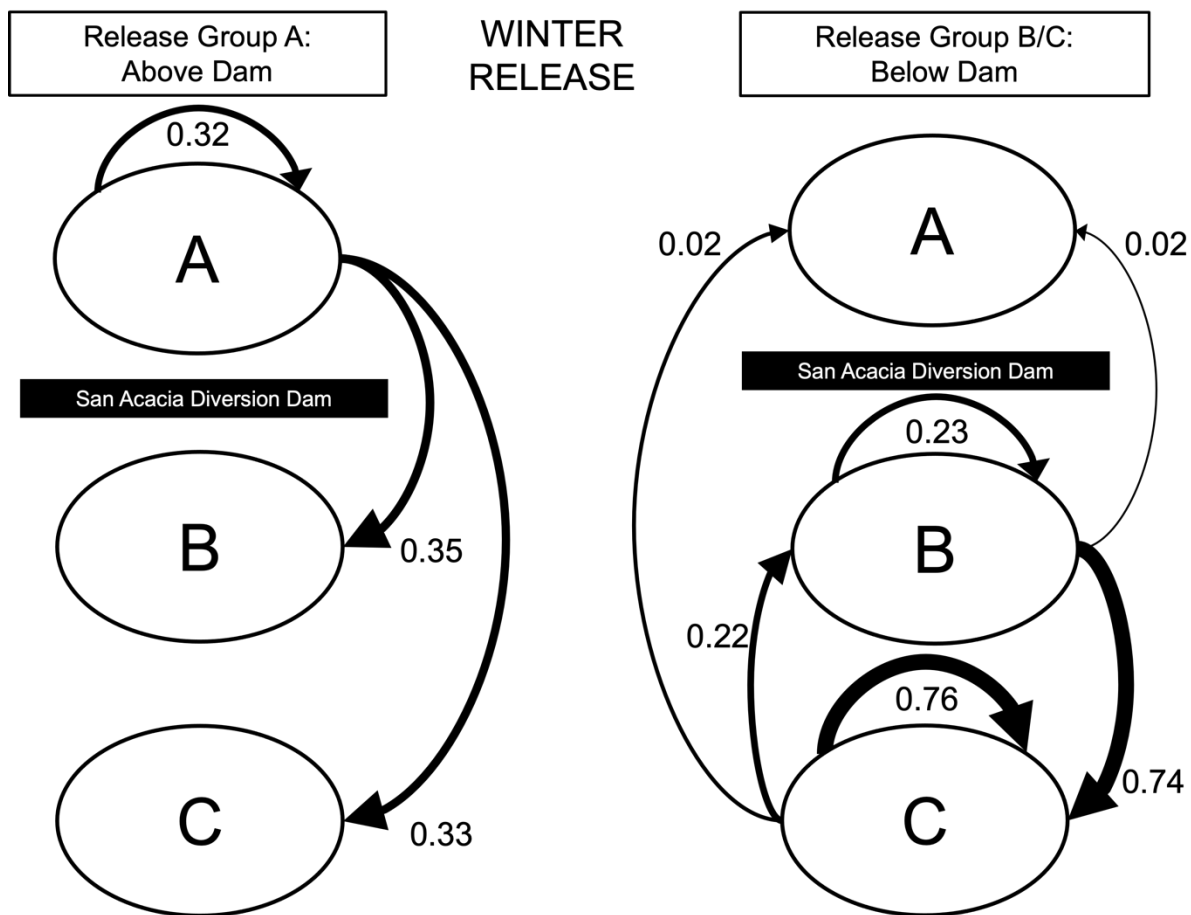 Release Group A:
Above Dam
WINTER
RELEASE
Release Group B/C:
Below Dam
0.32
A
San Acacia Diversion Dam
B
0.35
C
0.33
A
0.02
0.02
San Acacia Diversion Dam
0.23
B
0.22
0.76
0.74
C